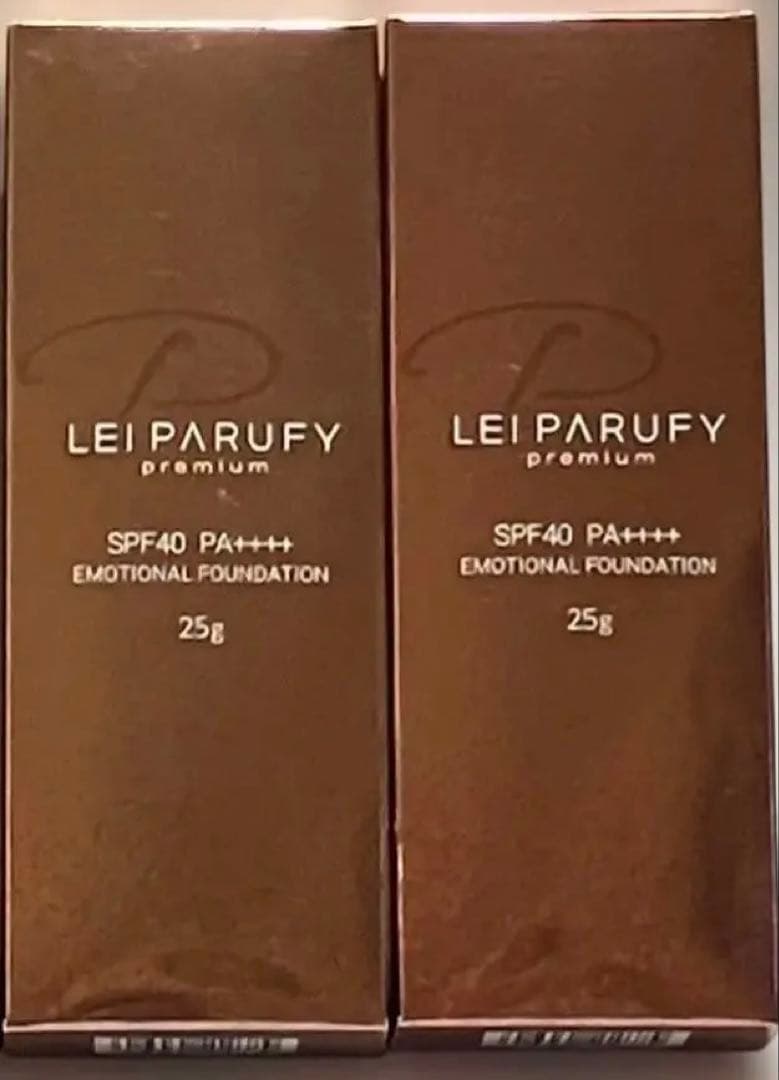 LEI PARUFY
premium
SPF40 PA++++
EMOTIONAL FOUNDATION
25g
LEI PARUFY
premium
SPF40 PA++++
EMOTIONAL FOUNDATION
25g